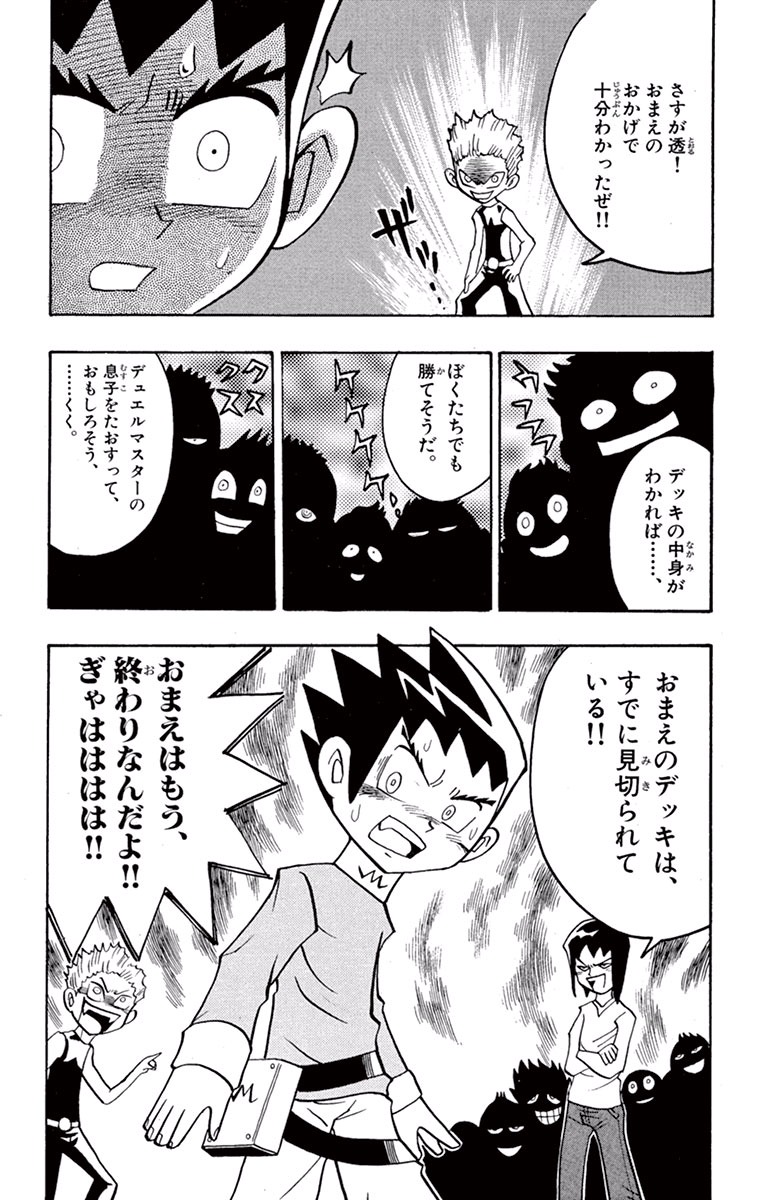 さすが透!
おまえの
おかげで
十分わかったぜ!!
ザッ
デッキの中身が
わかれば……、
ケケケ
ぼくたちでも
勝てそうだ。
ケケケケ
デュエルマスターの
息子をたおすって、
おもしろそう、
……くく。
クスクス
おまえのデッキは、
すでに見切られて
いる!!
おまえはもう、
終わりなんだよ!!
ぎゃはははは!!